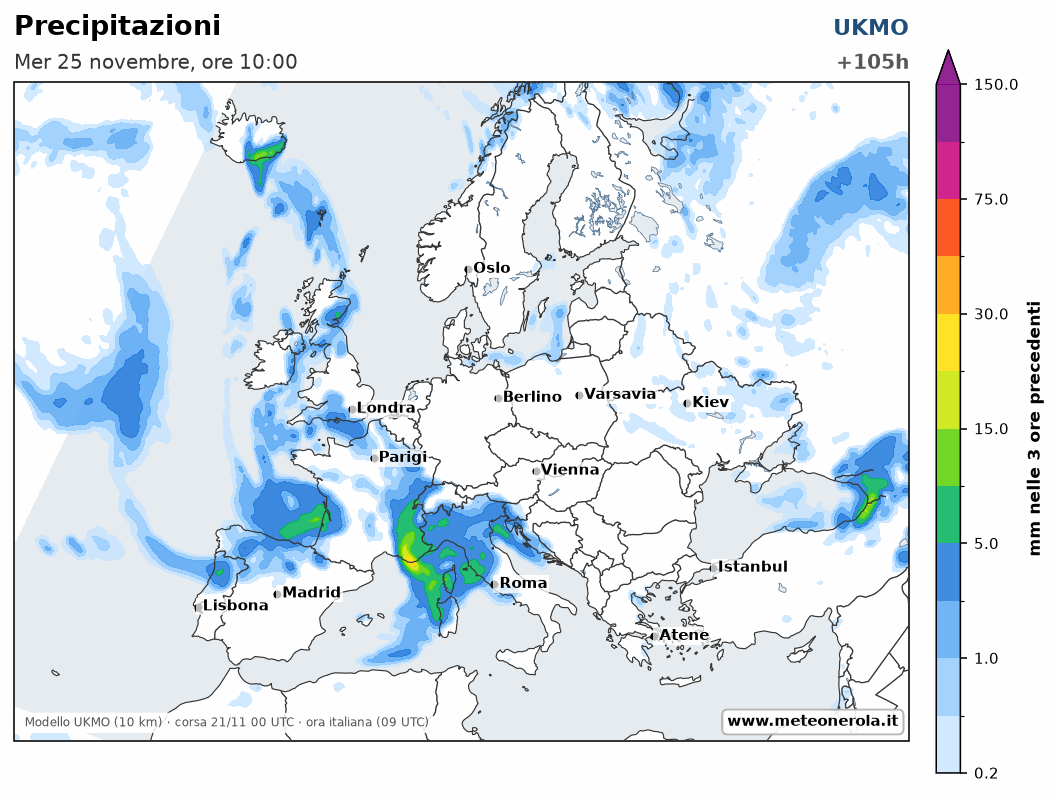 Precipitazioni
UKMO
Mer 25 novembre, ore 10:00
+105h
150.0
75.0
30.0
15.0
5.0
1.0
0.2
mm nelle 3 ore precedenti
Oslo
Berlino
Varsavia
Kiev
Londra
Parigi
Vienna
Istanbul
Roma
Madrid
Lisbona
Atene
Modello UKMO (10 km) · corsa 21/11 00 UTC · ora italiana (09 UTC)
www.meteonerola.it